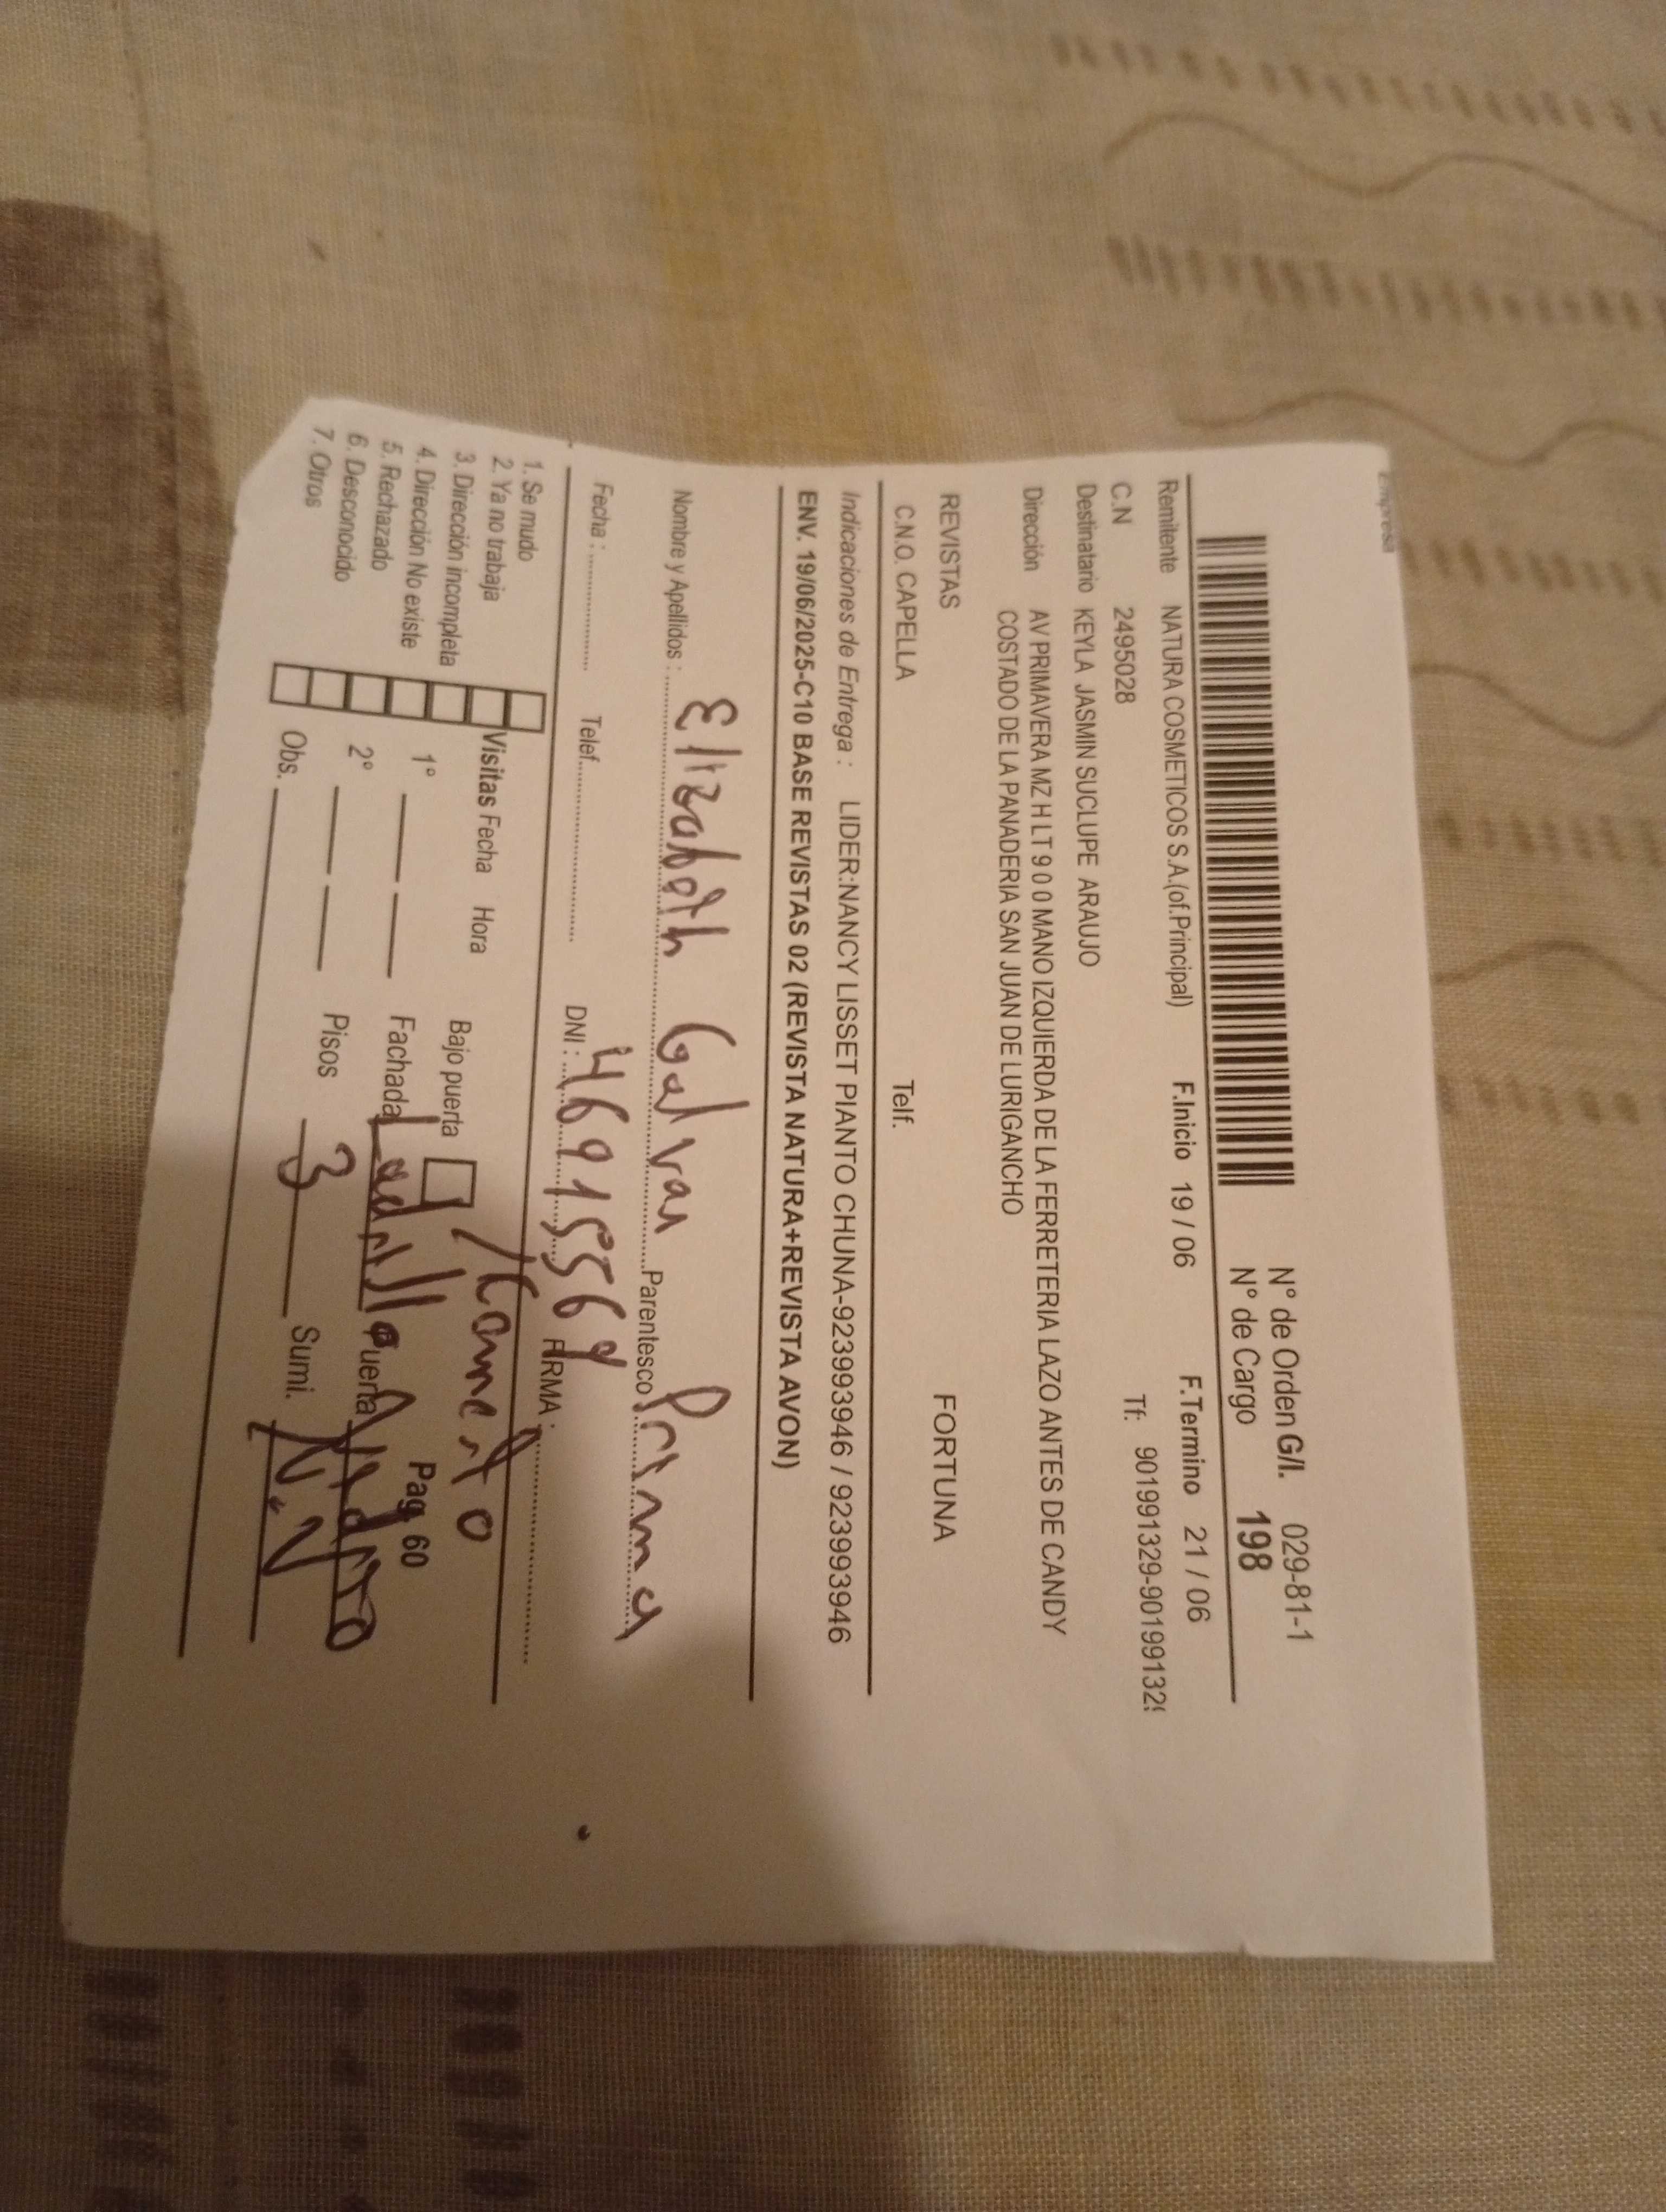 Empresa
N° de Orden G/I. 029-81-1
N° de Cargo 198
Remitente NATURA COSMETICOS S.A.(of.Principal) F.Inicio 19 / 06 F.Termino 21 / 06
C.N 2495028 Tf: 901991329-90199132
Destinatario KEYLA JASMIN SUCLUPE ARAUJO
Dirección AV PRIMAVERA MZ H LT 9 0 0 MANO IZQUIERDA DE LA FERRETERIA LAZO ANTES DE CANDY
COSTADO DE LA PANADERIA SAN JUAN DE LURIGANCHO
REVISTAS FORTUNA
C.N.O. CAPELLA Telf.
Indicaciones de Entrega : LIDER:NANCY LISSET PIANTO CHUNA-923993946 / 923993946
ENV. 19/06/2025-C10 BASE REVISTAS 02 (REVISTA NATURA+REVISTA AVON)
Nombre y Apellidos : Elizabeth Galvan Parentesco Prima
Fecha : Telef. DNI : 46915569 FIRMA :
1. Se mudo
2. Ya no trabaja Visitas Fecha Hora Bajo puerta
3. Dirección incompleta
4. Dirección No existe 1° Fachada Ladrillo Puerta Pag 60
5. Rechazado
6. Desconocido 2° Pisos 3 Sumi. N.V
7. Otros Obs.